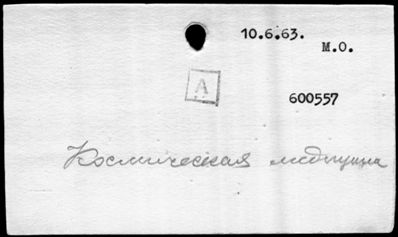 10.6.63.
М.О.
А
600557
Космическая медицина